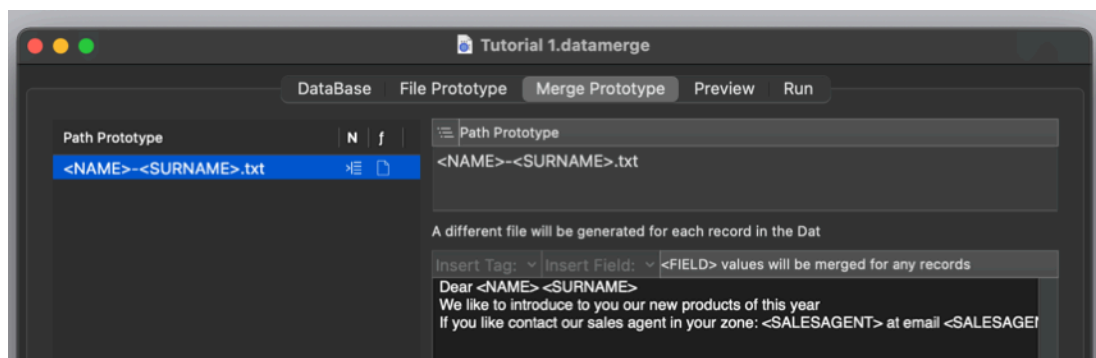 Tutorial 1.datamerge
DataBase File Prototype Merge Prototype Preview Run
Path Prototype N f
<NAME>-<SURNAME>.txt
Path Prototype
<NAME>-<SURNAME>.txt
A different file will be generated for each record in the Dat
Insert Tag: Insert Field: <FIELD> values will be merged for any records
Dear <NAME> <SURNAME>
We like to introduce to you our new products of this year
If you like contact our sales agent in your zone: <SALESAGENT> at email <SALESAGE